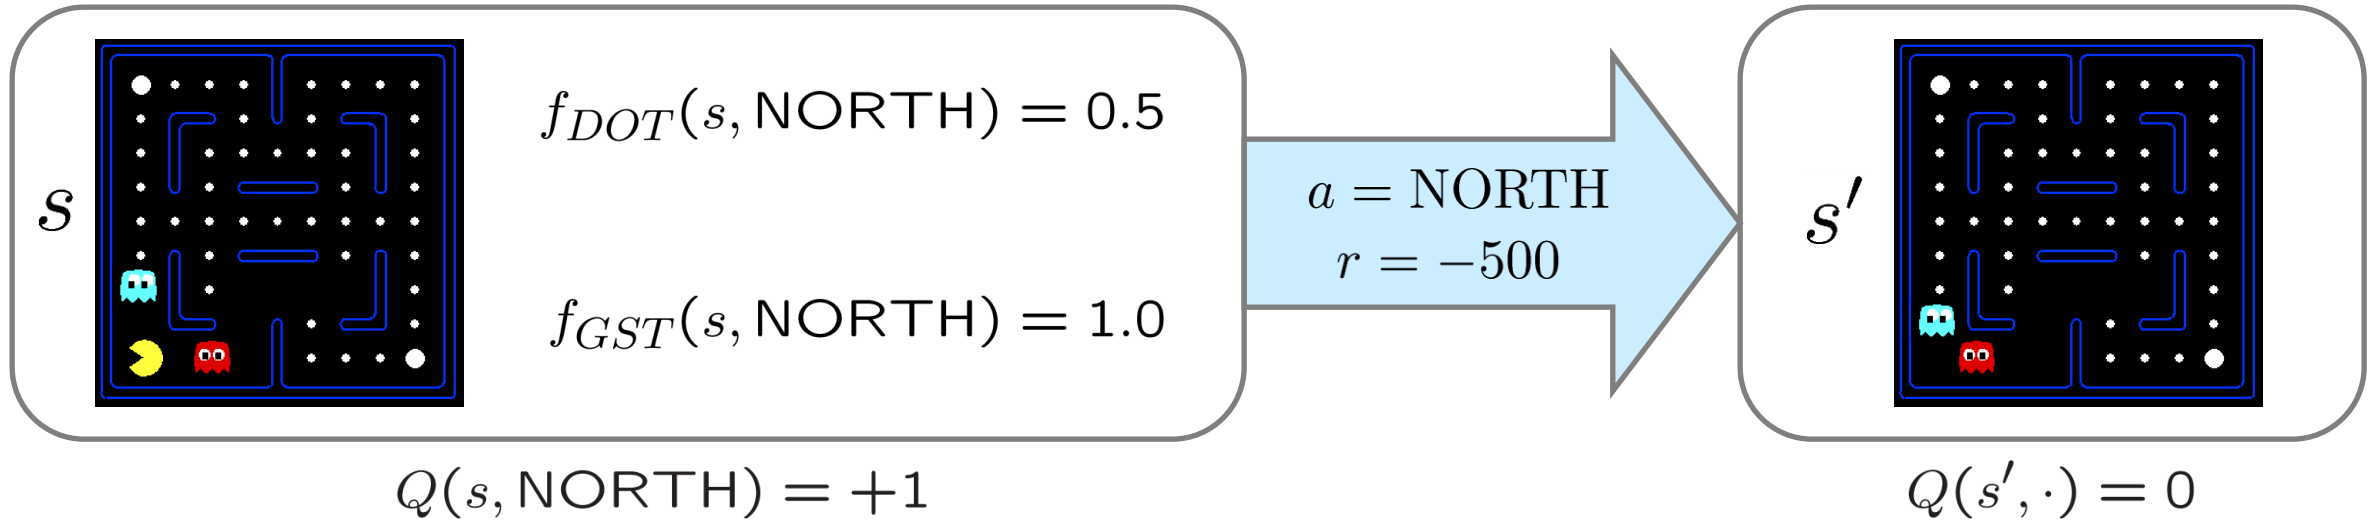 s
f_DOT(s, NORTH) = 0.5
f_GST(s, NORTH) = 1.0
Q(s, NORTH) = +1
a = NORTH
r = −500
s′
Q(s′, ·) = 0